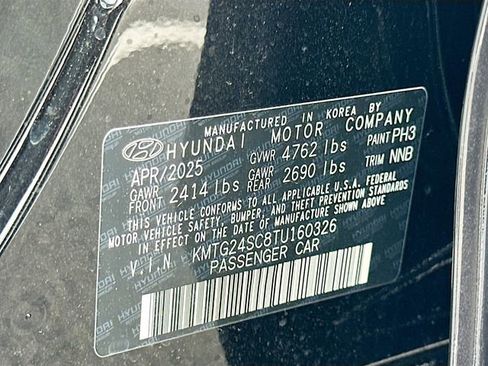 MANUFACTURED IN KOREA BY
HYUNDAI MOTOR COMPANY
APR/2025 GVWR 4762 lbs PAINT PH3
GAWR FRONT 2414 lbs GAWR REAR 2690 lbs TRIM NNB
THIS VEHICLE CONFORMS TO ALL APPLICABLE U.S.A. FEDERAL
MOTOR VEHICLE SAFETY, BUMPER, AND THEFT PREVENTION
STANDARDS IN EFFECT ON THE DATE OF MANUFACTURE
SHOWN ABOVE.
V.I.N. : KMTG24SC8TU160326
PASSENGER CAR